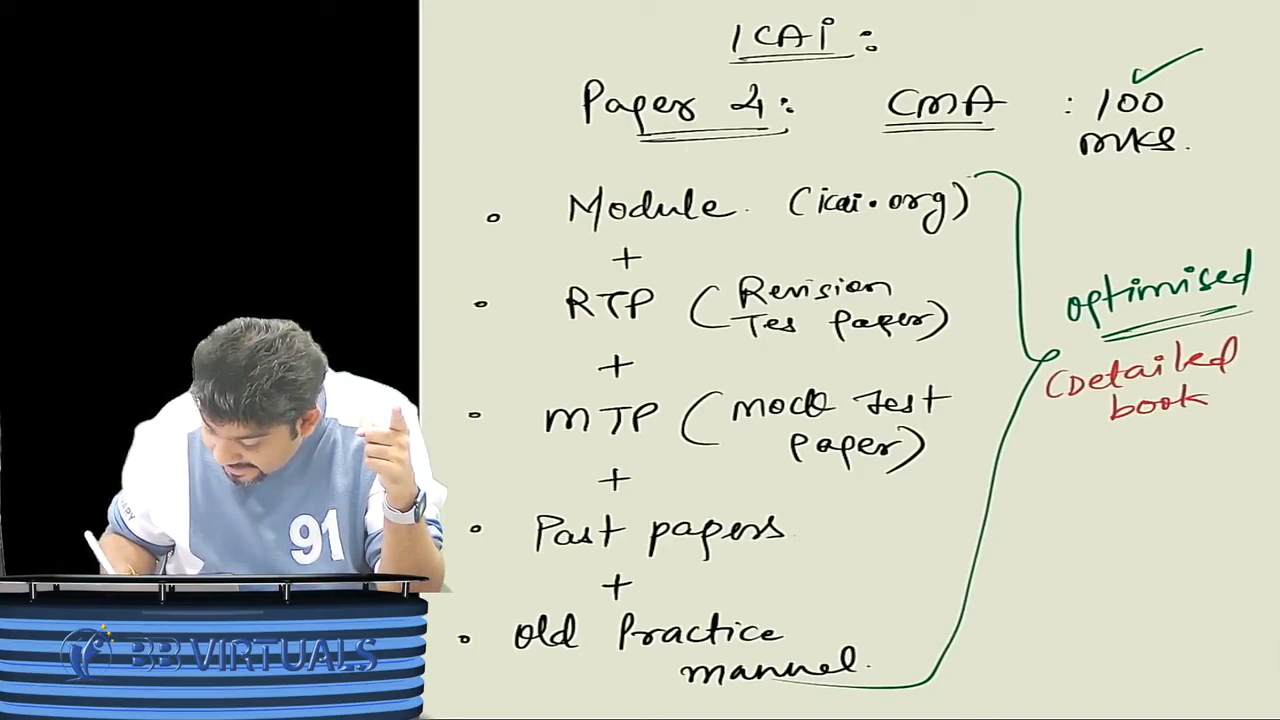 ICAI :
Paper 4 : CMA : 100
mks.
• Module. (icai.org)
+
• RTP (Revision
Tes paper)
+
• MTP (Mock Test
paper)
+
• Past papers
+
• Old Practice
manuel.
optimised
(Detailed
book
91
BB VIRTUALS